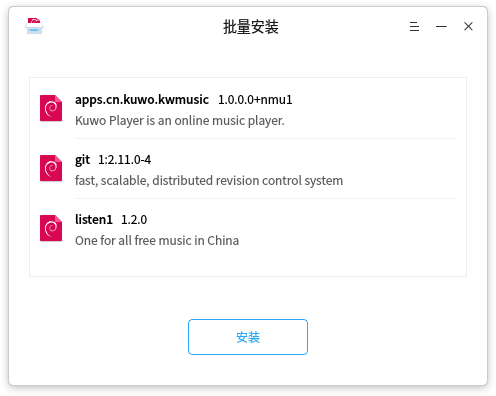 批量安装
apps.cn.kuwo.kwmusic 1.0.0.0+nmu1
Kuwo Player is an online music player.
git 1:2.11.0-4
fast, scalable, distributed revision control system
listen1 1.2.0
One for all free music in China
安装